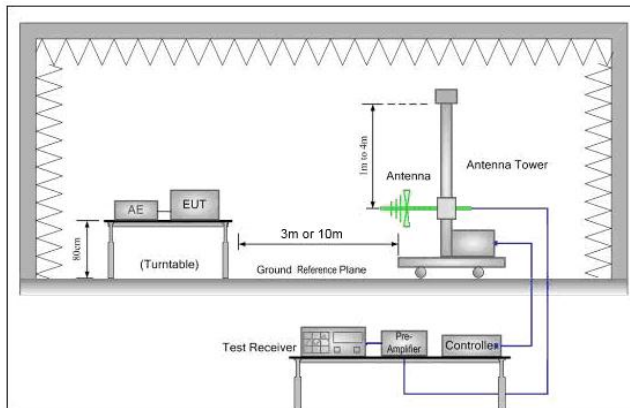 1m to 4m
Antenna
Antenna Tower
AE
EUT
80cm
3m or 10m
(Turntable)
Ground Reference Plane
Test Receiver
Pre-
Amplifier
Controller